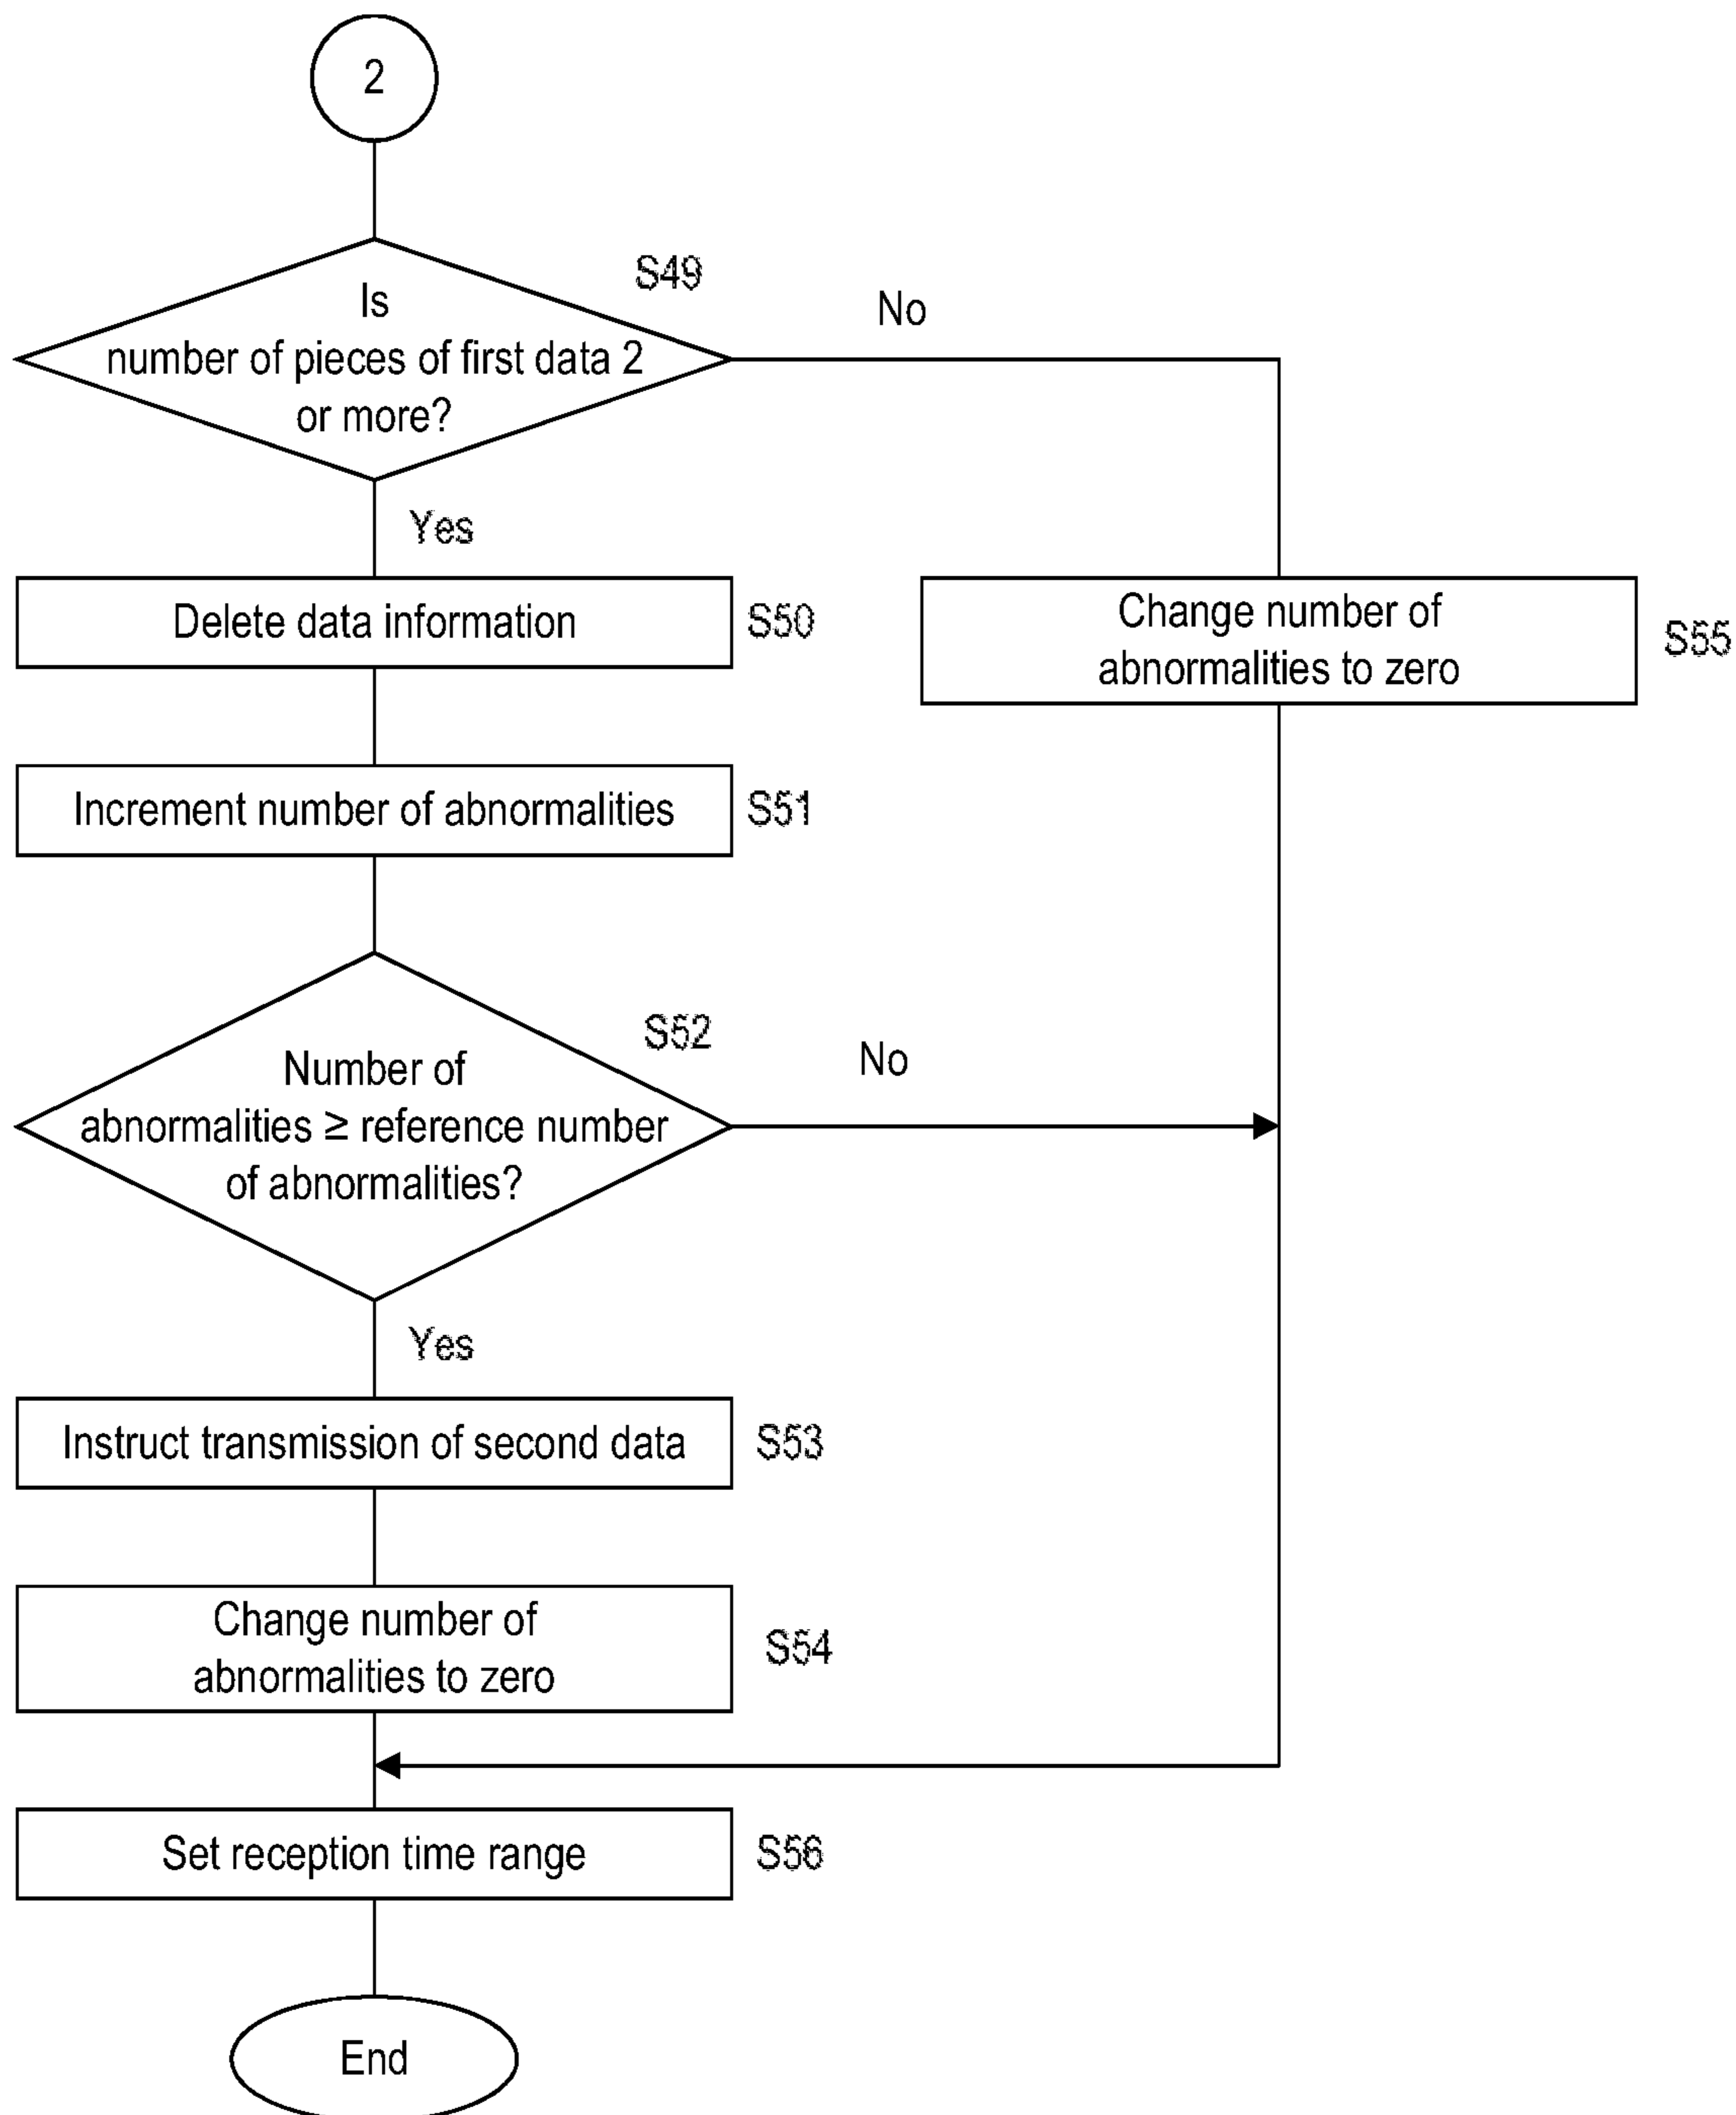 2
S49
Is
number of pieces of first data 2
or more?
No
Yes
Delete data information
S50
Change number of
abnormalities to zero
S55
Increment number of abnormalities
S51
S52
Number of
abnormalities ≥ reference number
of abnormalities?
No
Yes
Instruct transmission of second data
S53
Change number of
abnormalities to zero
S54
Set reception time range
S56
End